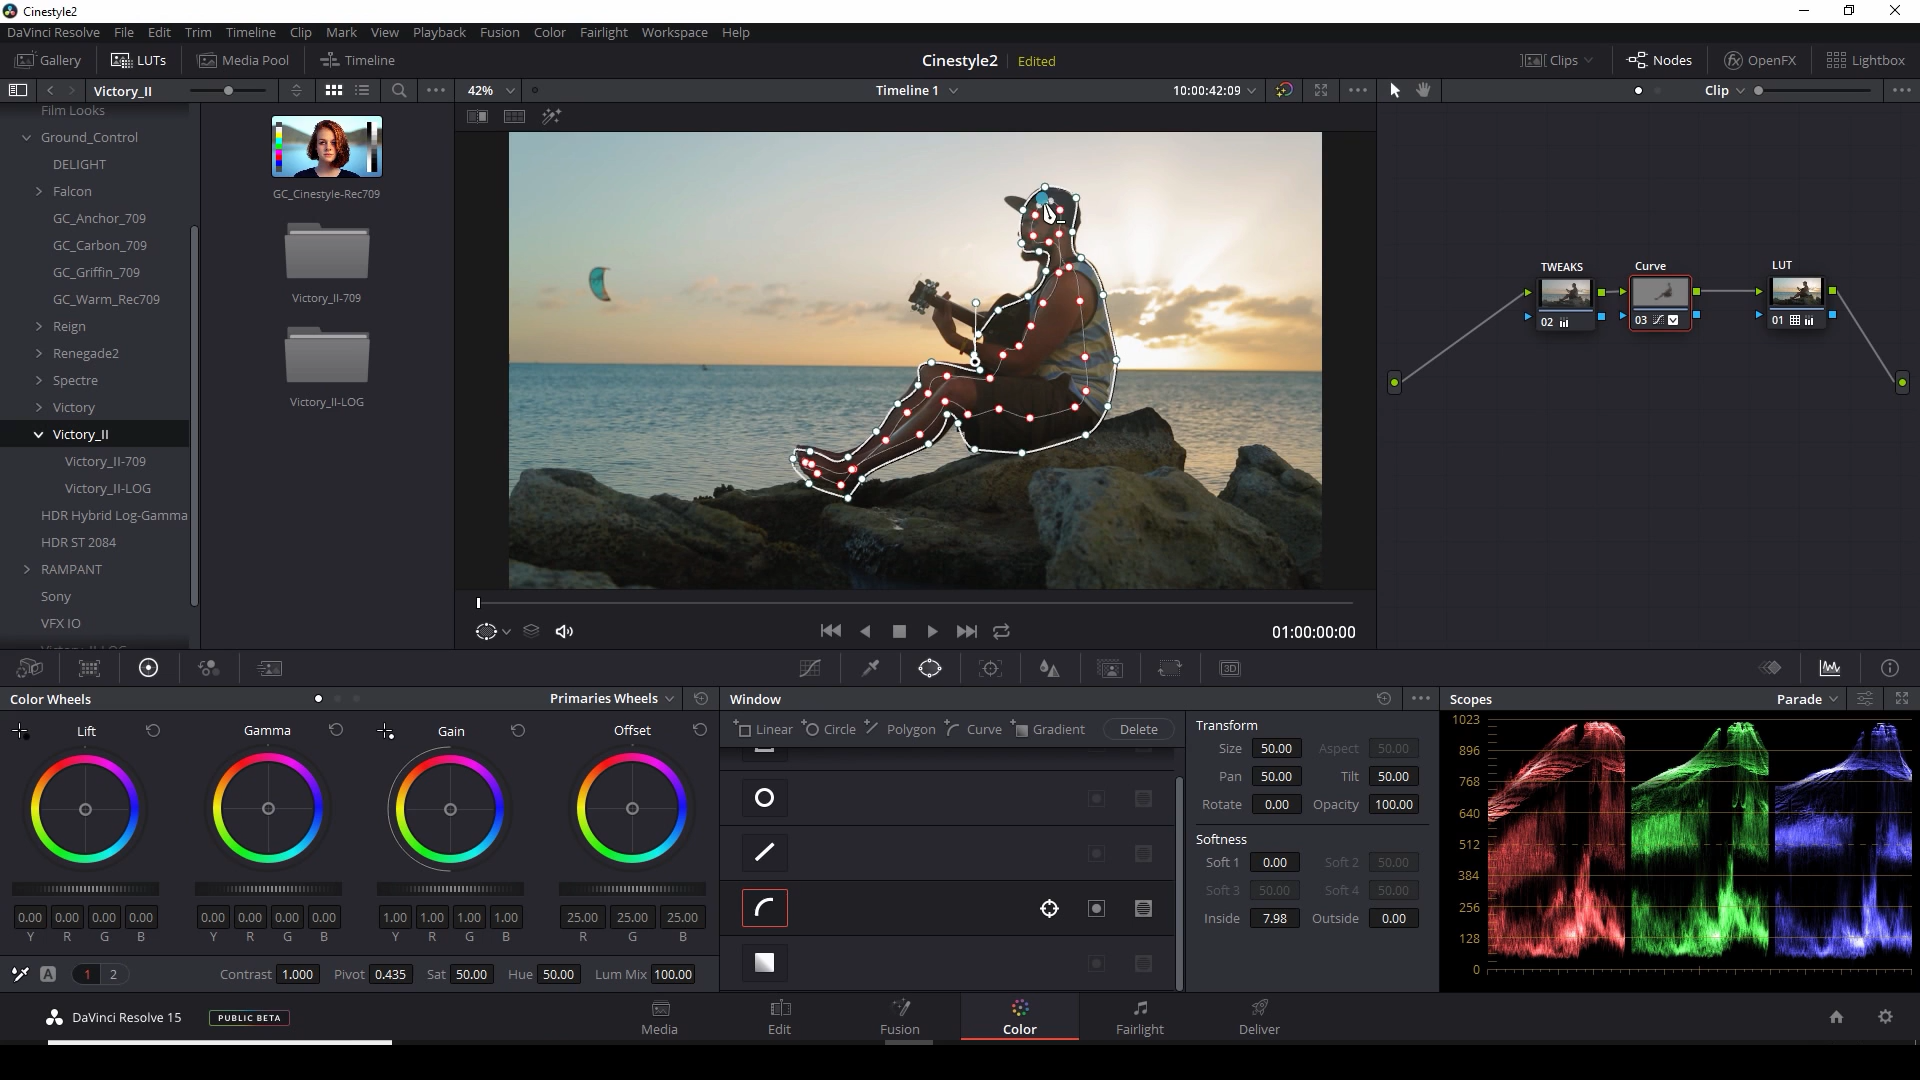 Cinestyle2
DaVinci Resolve File Edit Trim Timeline Clip Mark View Playback Fusion Color Fairlight Workspace Help
Gallery LUTs Media Pool Timeline Cinestyle2 Edited Clips Nodes OpenFX Lightbox
Victory_II 42% Timeline 1 10:00:42:09 Clip
Film Looks
Ground_Control
DELIGHT
Falcon
GC_Anchor_709
GC_Carbon_709
GC_Griffin_709
GC_Warm_Rec709
Reign
Renegade2
Spectre
Victory
Victory_II
Victory_II-709
Victory_II-LOG
HDR Hybrid Log-Gamma
HDR ST 2084
RAMPANT
Sony
VFX IO
GC_Cinestyle-Rec709
Victory_II-709
Victory_II-LOG
TWEAKS Curve LUT
02 03 01
01:00:00:00
3D
Color Wheels Primaries Wheels
Lift Gamma Gain Offset
0.00 0.00 0.00 0.00 0.00 0.00 0.00 0.00 1.00 1.00 1.00 1.00 25.00 25.00 25.00
Y R G B Y R G B Y R G B R G B
A 1 2 Contrast 1.000 Pivot 0.435 Sat 50.00 Hue 50.00 Lum Mix 100.00
Window
Linear Circle Polygon Curve Gradient Delete
Transform
Size 50.00 Aspect 50.00
Pan 50.00 Tilt 50.00
Rotate 0.00 Opacity 100.00
Softness
Soft 1 0.00 Soft 2 50.00
Soft 3 50.00 Soft 4 50.00
Inside 7.98 Outside 0.00
Scopes Parade
1023
896
768
640
512
384
256
128
0
DaVinci Resolve 15 PUBLIC BETA
Media Edit Fusion Color Fairlight Deliver